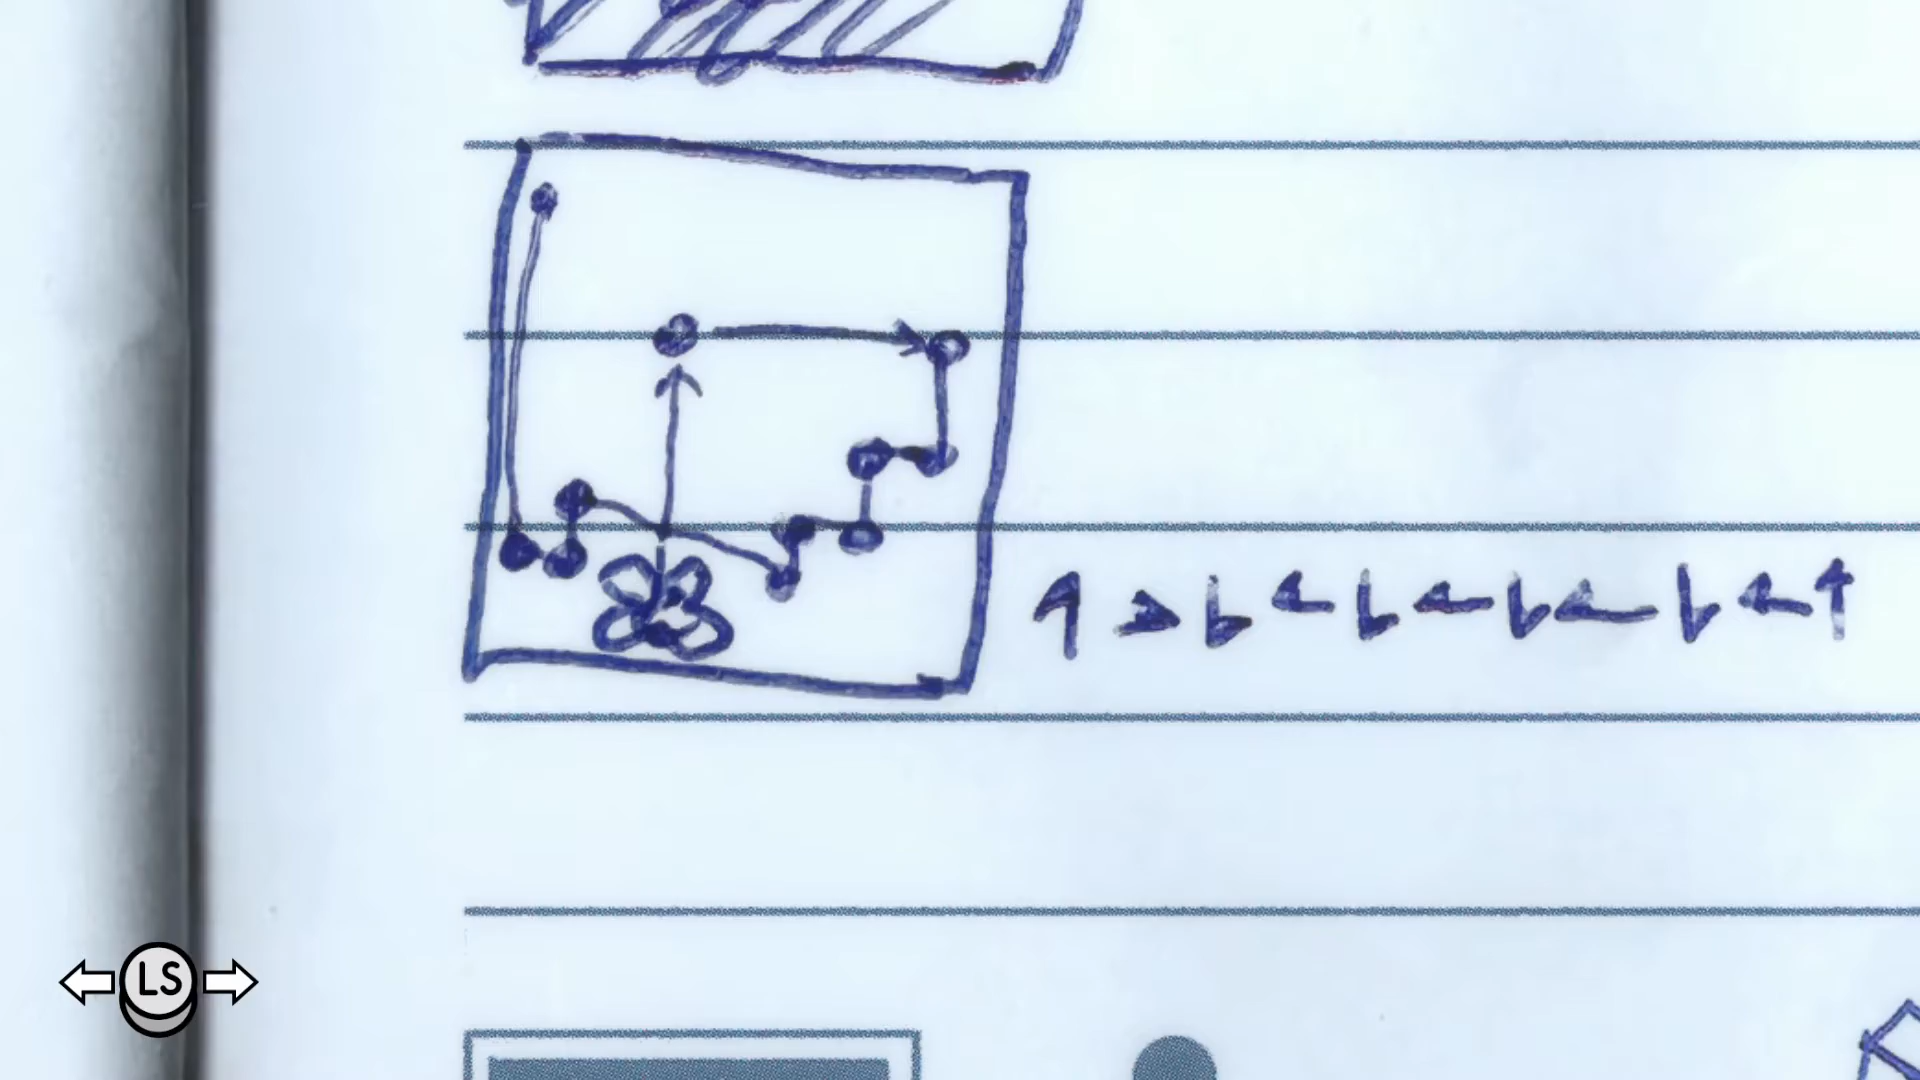 ↑ > ↓ ← ↓ ← ↓ ← ↓ ← ↑
LS